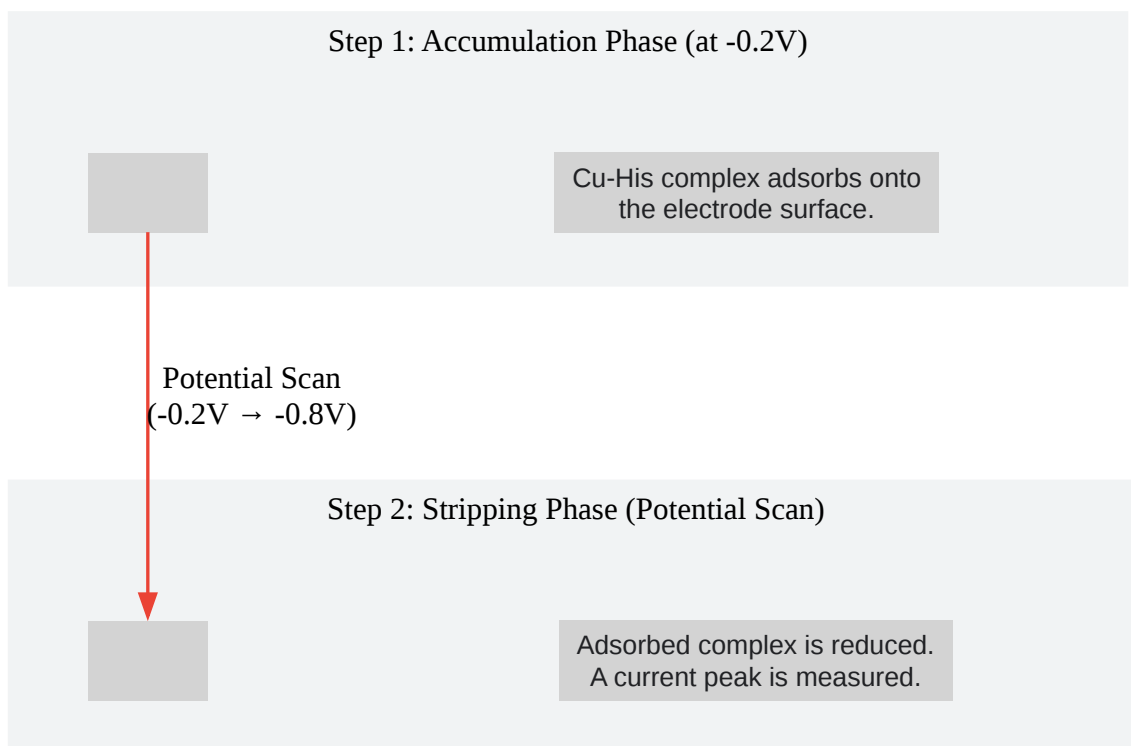 Step 1: Accumulation Phase (at -0.2V)
Cu-His complex adsorbs onto
the electrode surface.
Potential Scan
(-0.2V → -0.8V)
Step 2: Stripping Phase (Potential Scan)
Adsorbed complex is reduced.
A current peak is measured.